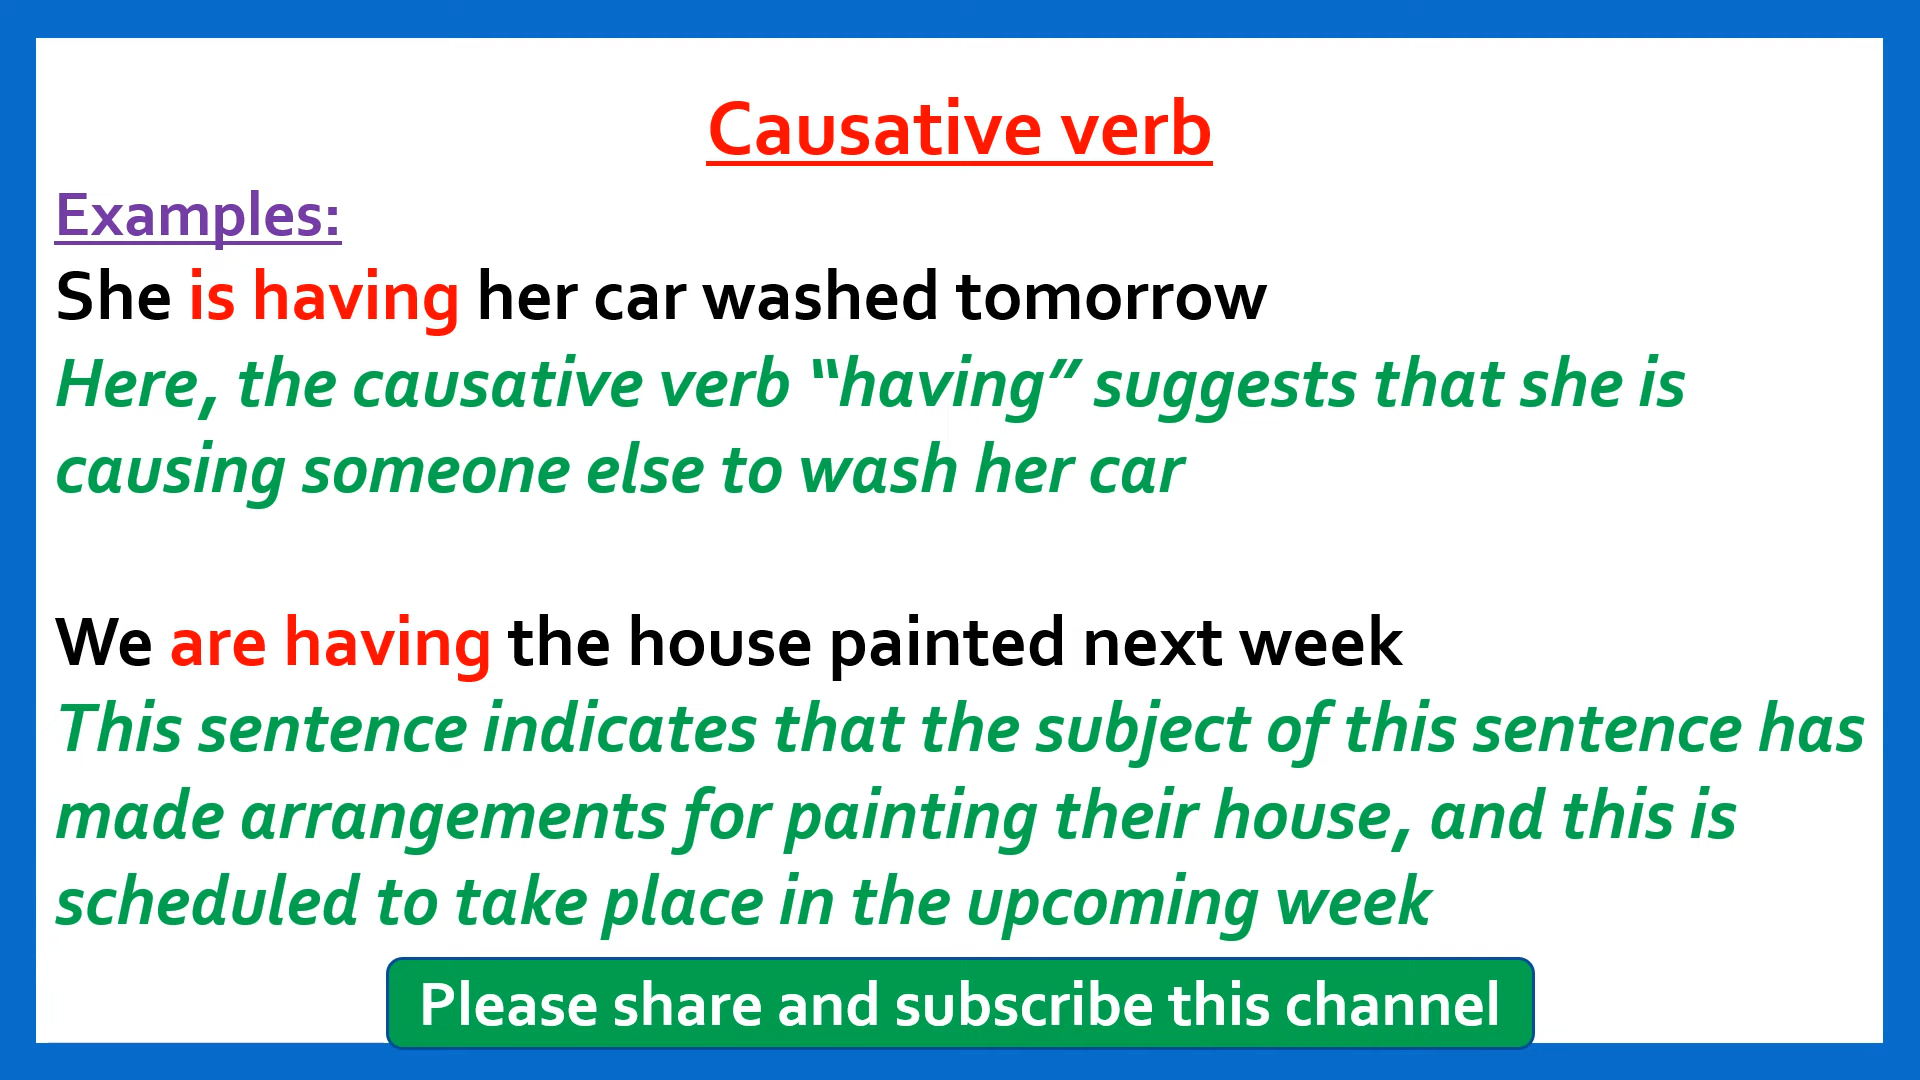 Causative verb
Examples:
She is having her car washed tomorrow
Here, the causative verb “having” suggests that she is
causing someone else to wash her car
We are having the house painted next week
This sentence indicates that the subject of this sentence has
made arrangements for painting their house, and this is
scheduled to take place in the upcoming week
Please share and subscribe this channel